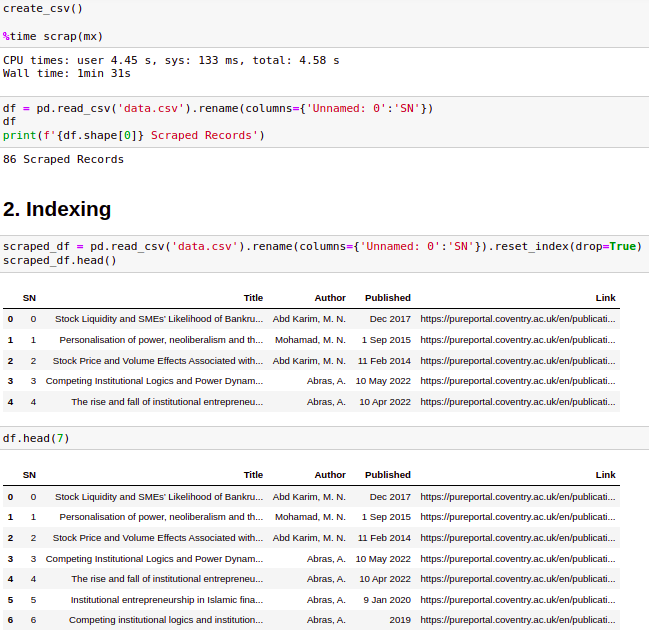 create_csv()
%time scrap(mx)
CPU times: user 4.45 s, sys: 133 ms, total: 4.58 s
Wall time: 1min 31s
df = pd.read_csv('data.csv').rename(columns={'Unnamed: 0':'SN'})
df
print(f'{df.shape[0]} Scraped Records')
86 Scraped Records
2. Indexing
scraped_df = pd.read_csv('data.csv').rename(columns={'Unnamed: 0':'SN'}).reset_index(drop=True)
scraped_df.head()
SN Title Author Published Link
0 0 Stock Liquidity and SMEs' Likelihood of Bankru... Abd Karim, M. N. Dec 2017 https://pureportal.coventry.ac.uk/en/publicati...
1 1 Personalisation of power, neoliberalism and th... Mohamad, M. N. 1 Sep 2015 https://pureportal.coventry.ac.uk/en/publicati...
2 2 Stock Price and Volume Effects Associated with... Abd Karim, M. N. 11 Feb 2014 https://pureportal.coventry.ac.uk/en/publicati...
3 3 Competing Institutional Logics and Power Dynam... Abras, A. 10 May 2022 https://pureportal.coventry.ac.uk/en/publicati...
4 4 The rise and fall of institutional entrepreneu... Abras, A. 10 Apr 2022 https://pureportal.coventry.ac.uk/en/publicati...
df.head(7)
SN Title Author Published Link
0 0 Stock Liquidity and SMEs' Likelihood of Bankru... Abd Karim, M. N. Dec 2017 https://pureportal.coventry.ac.uk/en/publicati...
1 1 Personalisation of power, neoliberalism and th... Mohamad, M. N. 1 Sep 2015 https://pureportal.coventry.ac.uk/en/publicati...
2 2 Stock Price and Volume Effects Associated with... Abd Karim, M. N. 11 Feb 2014 https://pureportal.coventry.ac.uk/en/publicati...
3 3 Competing Institutional Logics and Power Dynam... Abras, A. 10 May 2022 https://pureportal.coventry.ac.uk/en/publicati...
4 4 The rise and fall of institutional entrepreneu... Abras, A. 10 Apr 2022 https://pureportal.coventry.ac.uk/en/publicati...
5 5 Institutional entrepreneurship in Islamic fina... Abras, A. 9 Jan 2020 https://pureportal.coventry.ac.uk/en/publicati...
6 6 Competing institutional logics and institution... Abras, A. 2019 https://pureportal.coventry.ac.uk/en/publicati...